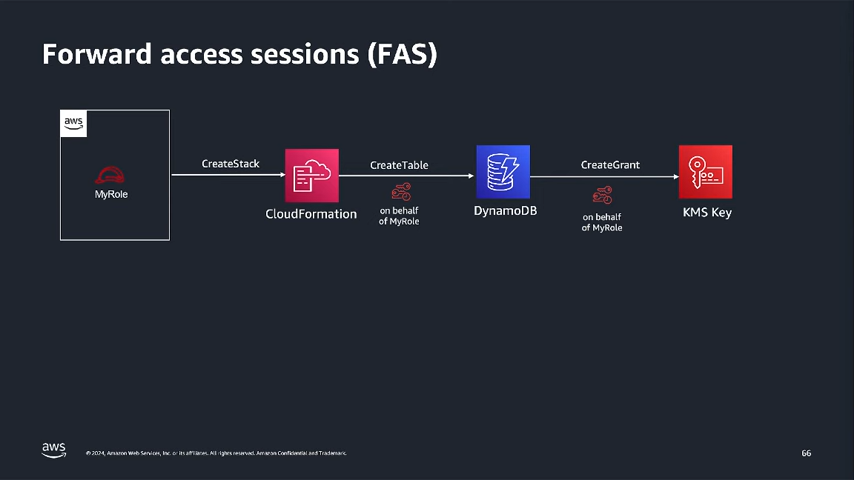 Forward access sessions (FAS)
aws
MyRole
CreateStack
CloudFormation
CreateTable
on behalf
of MyRole
DynamoDB
CreateGrant
on behalf
of MyRole
KMS Key
aws
© 2024, Amazon Web Services, Inc. or its affiliates. All rights reserved. Amazon Confidential and Trademark.
66